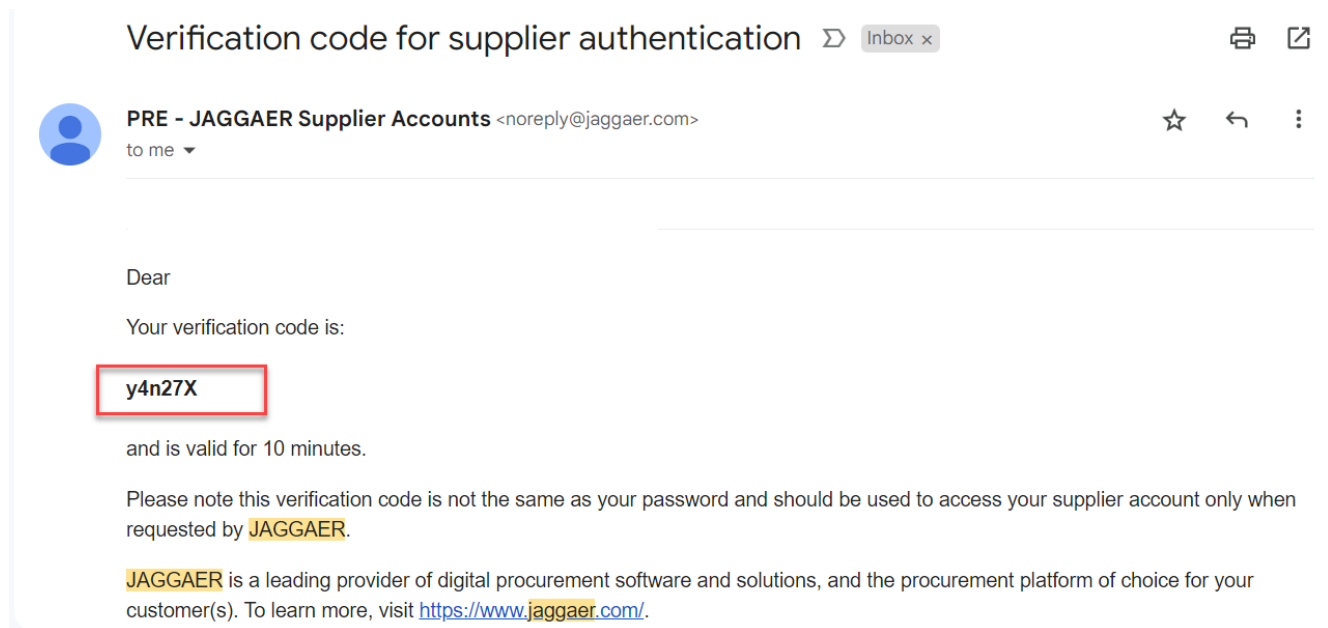 Verification code for supplier authentication Inbox ×
PRE - JAGGAER Supplier Accounts <noreply@jaggaer.com>
to me
Dear
Your verification code is:
y4n27X
and is valid for 10 minutes.
Please note this verification code is not the same as your password and should be used to access your supplier account only when
requested by JAGGAER.
JAGGAER is a leading provider of digital procurement software and solutions, and the procurement platform of choice for your
customer(s). To learn more, visit https://www.jaggaer.com/.